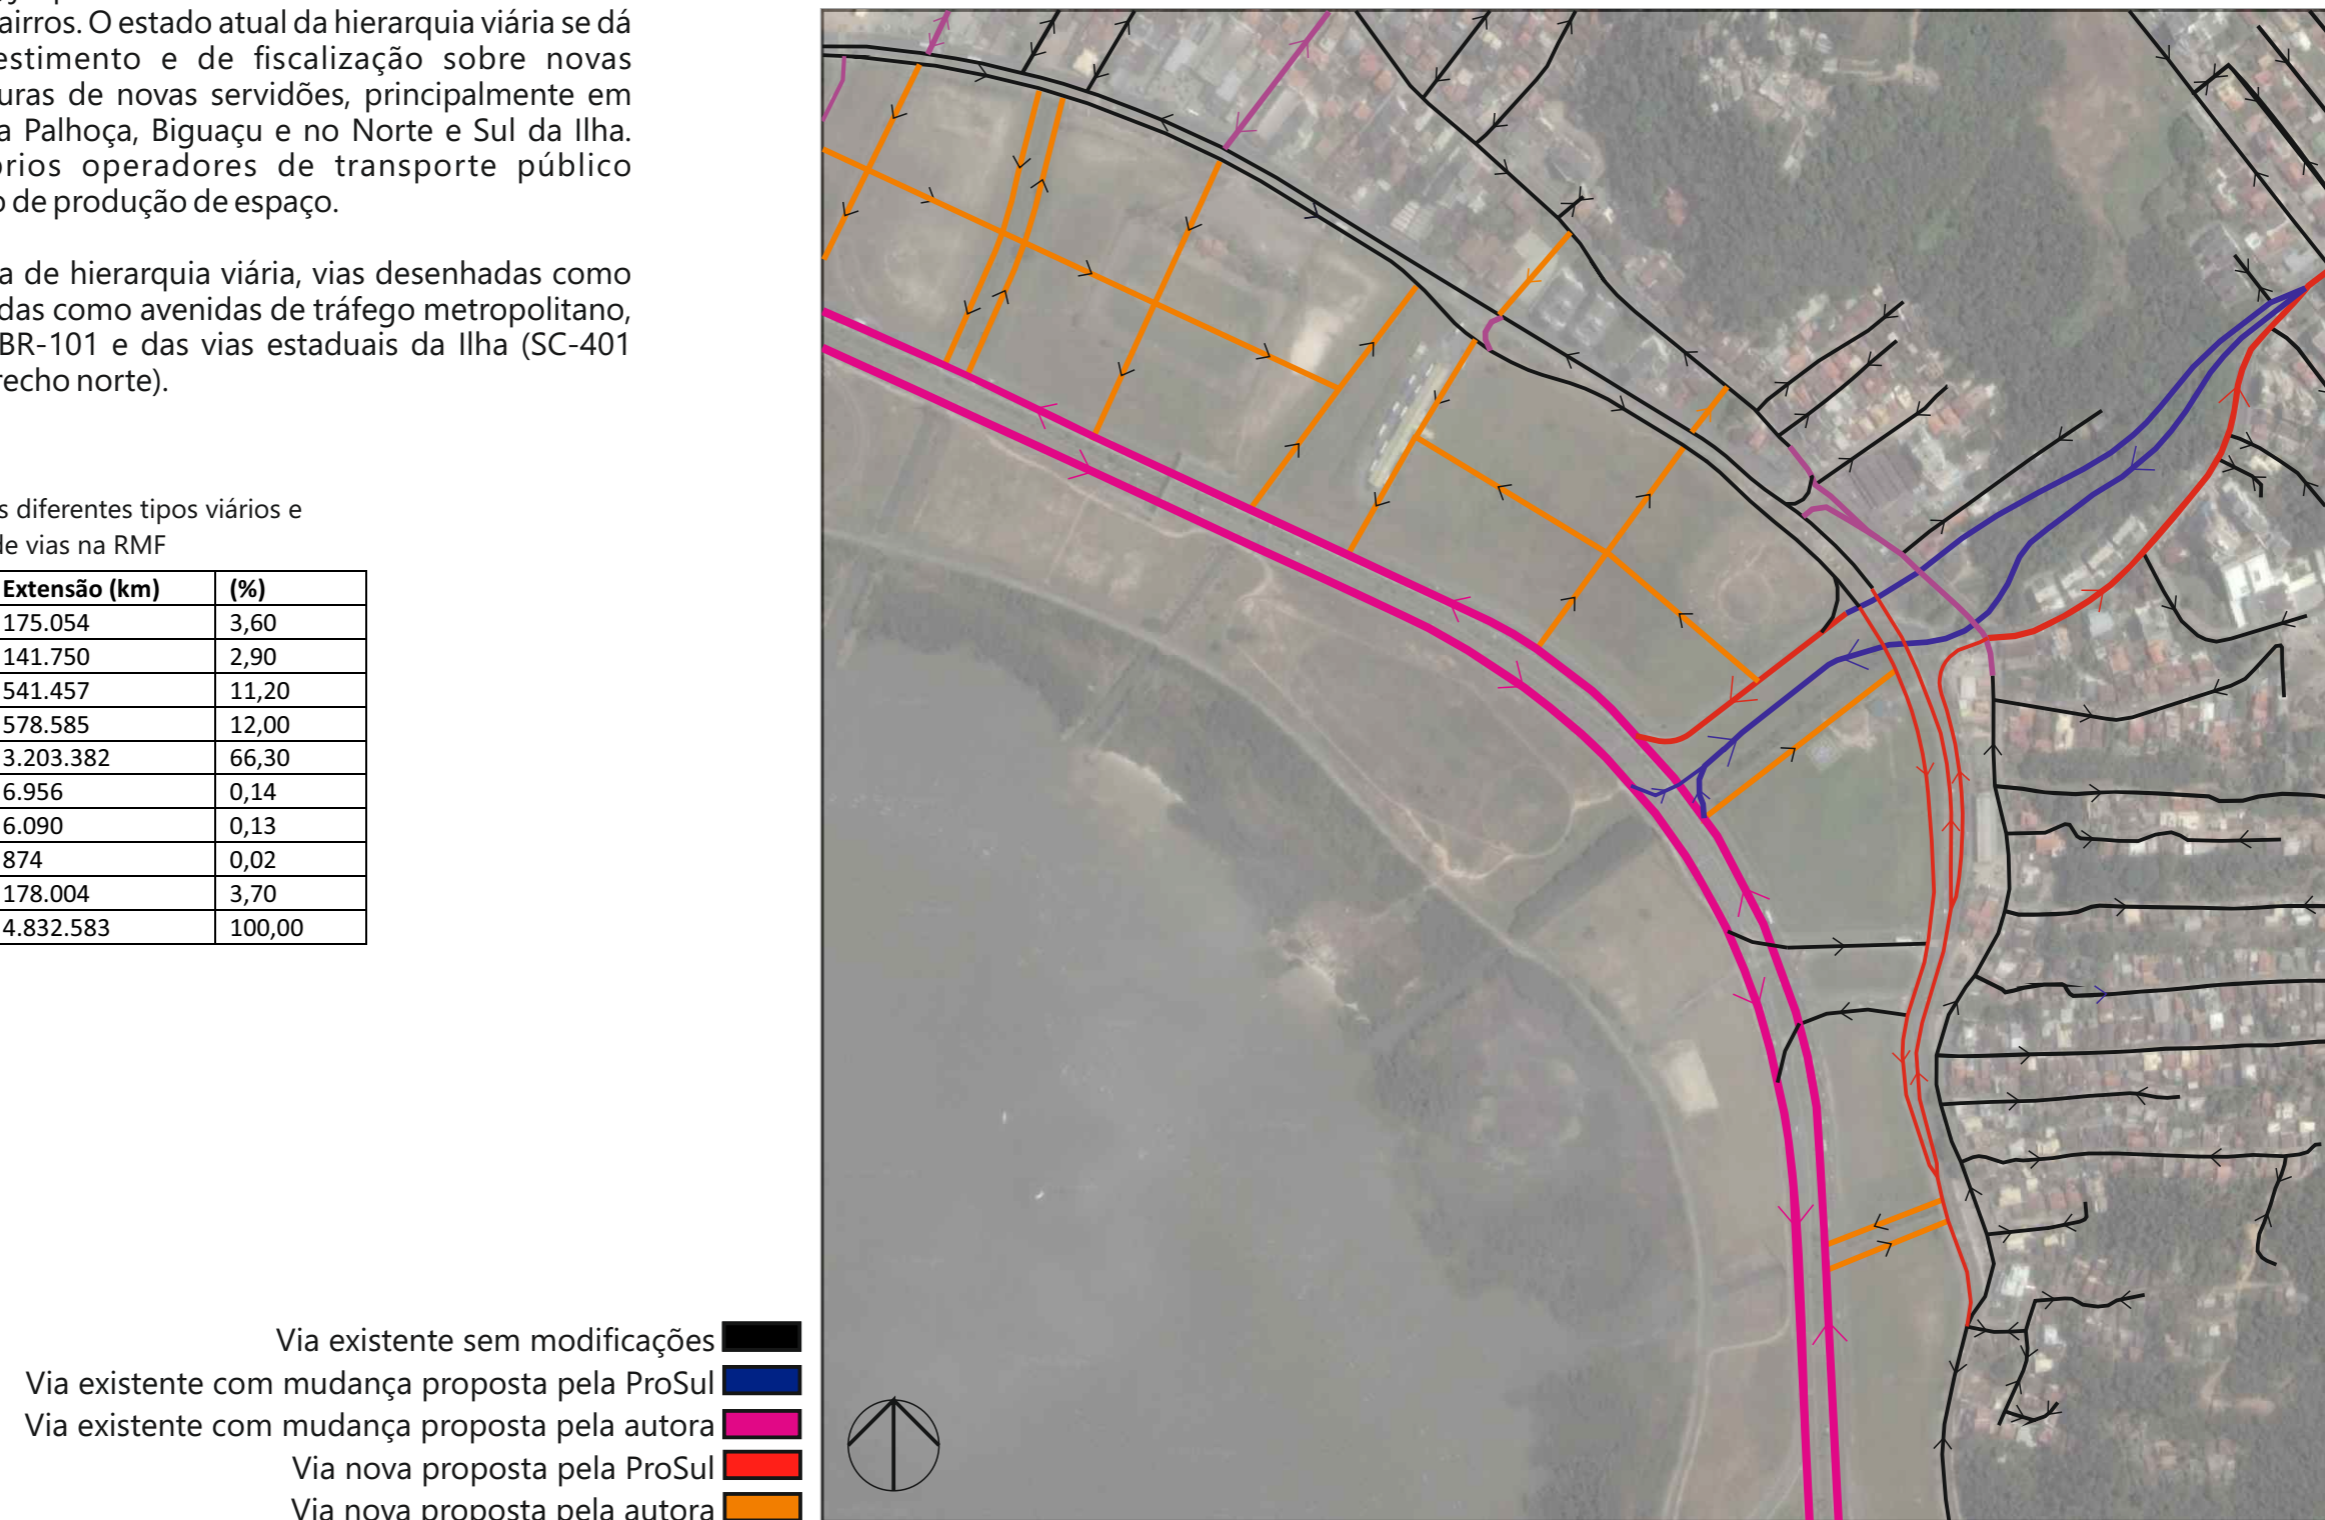 airros. O estado atual da hierarquia viária se dá
estimento e de fiscalização sobre novas
uras de novas servidões, principalmente em
a Palhoça, Biguaçu e no Norte e Sul da Ilha.
rios operadores de transporte público
o de produção de espaço.
a de hierarquia viária, vias desenhadas como
das como avenidas de tráfego metropolitano,
BR-101 e das vias estaduais da Ilha (SC-401
recho norte).
s diferentes tipos viários e
de vias na RMF
Extensão (km) (%)
175.054 3,60
141.750 2,90
541.457 11,20
578.585 12,00
3.203.382 66,30
6.956 0,14
6.090 0,13
874 0,02
178.004 3,70
4.832.583 100,00
Via existente sem modificações
Via existente com mudança proposta pela ProSul
Via existente com mudança proposta pela autora
Via nova proposta pela ProSul
Via nova proposta pela autora